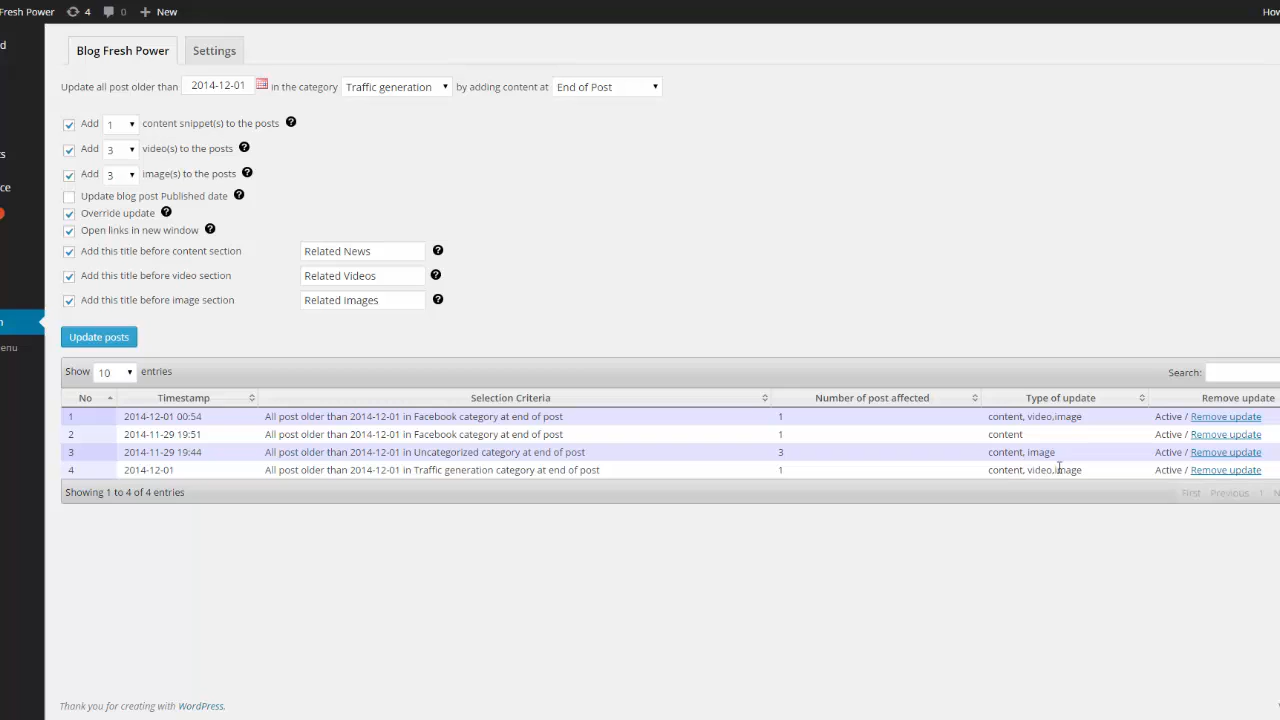 Fresh Power 4 0 + New How
Blog Fresh Power Settings
Update all post older than 2014-12-01 in the category Traffic generation by adding content at End of Post
Add 1 content snippet(s) to the posts
Add 3 video(s) to the posts
Add 3 image(s) to the posts
Update blog post Published date
Override update
Open links in new window
Add this title before content section Related News
Add this title before video section Related Videos
Add this title before image section Related Images
Update posts
enu
Show 10 entries Search:
No Timestamp Selection Criteria Number of post affected Type of update Remove update
1 2014-12-01 00:54 All post older than 2014-12-01 in Facebook category at end of post 1 content, video,image Active / Remove update
2 2014-11-29 19:51 All post older than 2014-12-01 in Facebook category at end of post 1 content Active / Remove update
3 2014-11-29 19:44 All post older than 2014-12-01 in Uncategorized category at end of post 3 content, image Active / Remove update
4 2014-12-01 All post older than 2014-12-01 in Traffic generation category at end of post 1 content, video,image Active / Remove update
Showing 1 to 4 of 4 entries First Previous 1 N
Thank you for creating with WordPress.